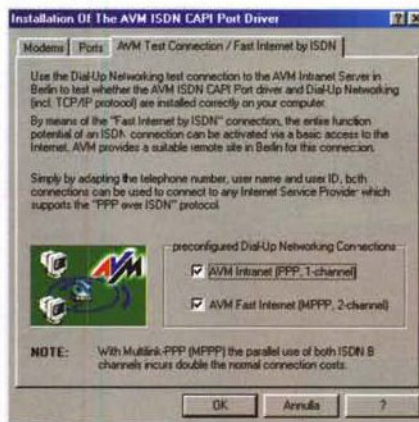 Installation Of The AVM ISDN CAPI Port Driver
Modems Ports AVM Test Connection / Fast Internet by ISDN
Use the Dial-Up Networking test connection to the AVM Intranet Server in
Berlin to test whether the AVM ISDN CAPI Port driver and Dial-Up Networking
(incl. TCP/IP protocol) are installed correctly on your computer.
By means of the "Fast Internet by ISDN" connection, the entire function
potential of an ISDN connection can be activated via a basic access to the
Internet. AVM provides a suitable remote site in Berlin for this connection.
Simply by adapting the telephone number, user name and user ID, both
connections can be used to connect to any Internet Service Provider which
supports the "PPP over ISDN" protocol
AVM
preconfigured Dial-Up Networking Connections
AVM Intranet (PPP, 1-channel)
AVM Fast Internet (MPPP, 2-channel)
NOTE: With Multilink-PPP (MPPP) the parallel use of both ISDN B
channels incurs double the normal connection costs.
OK Annulla ?